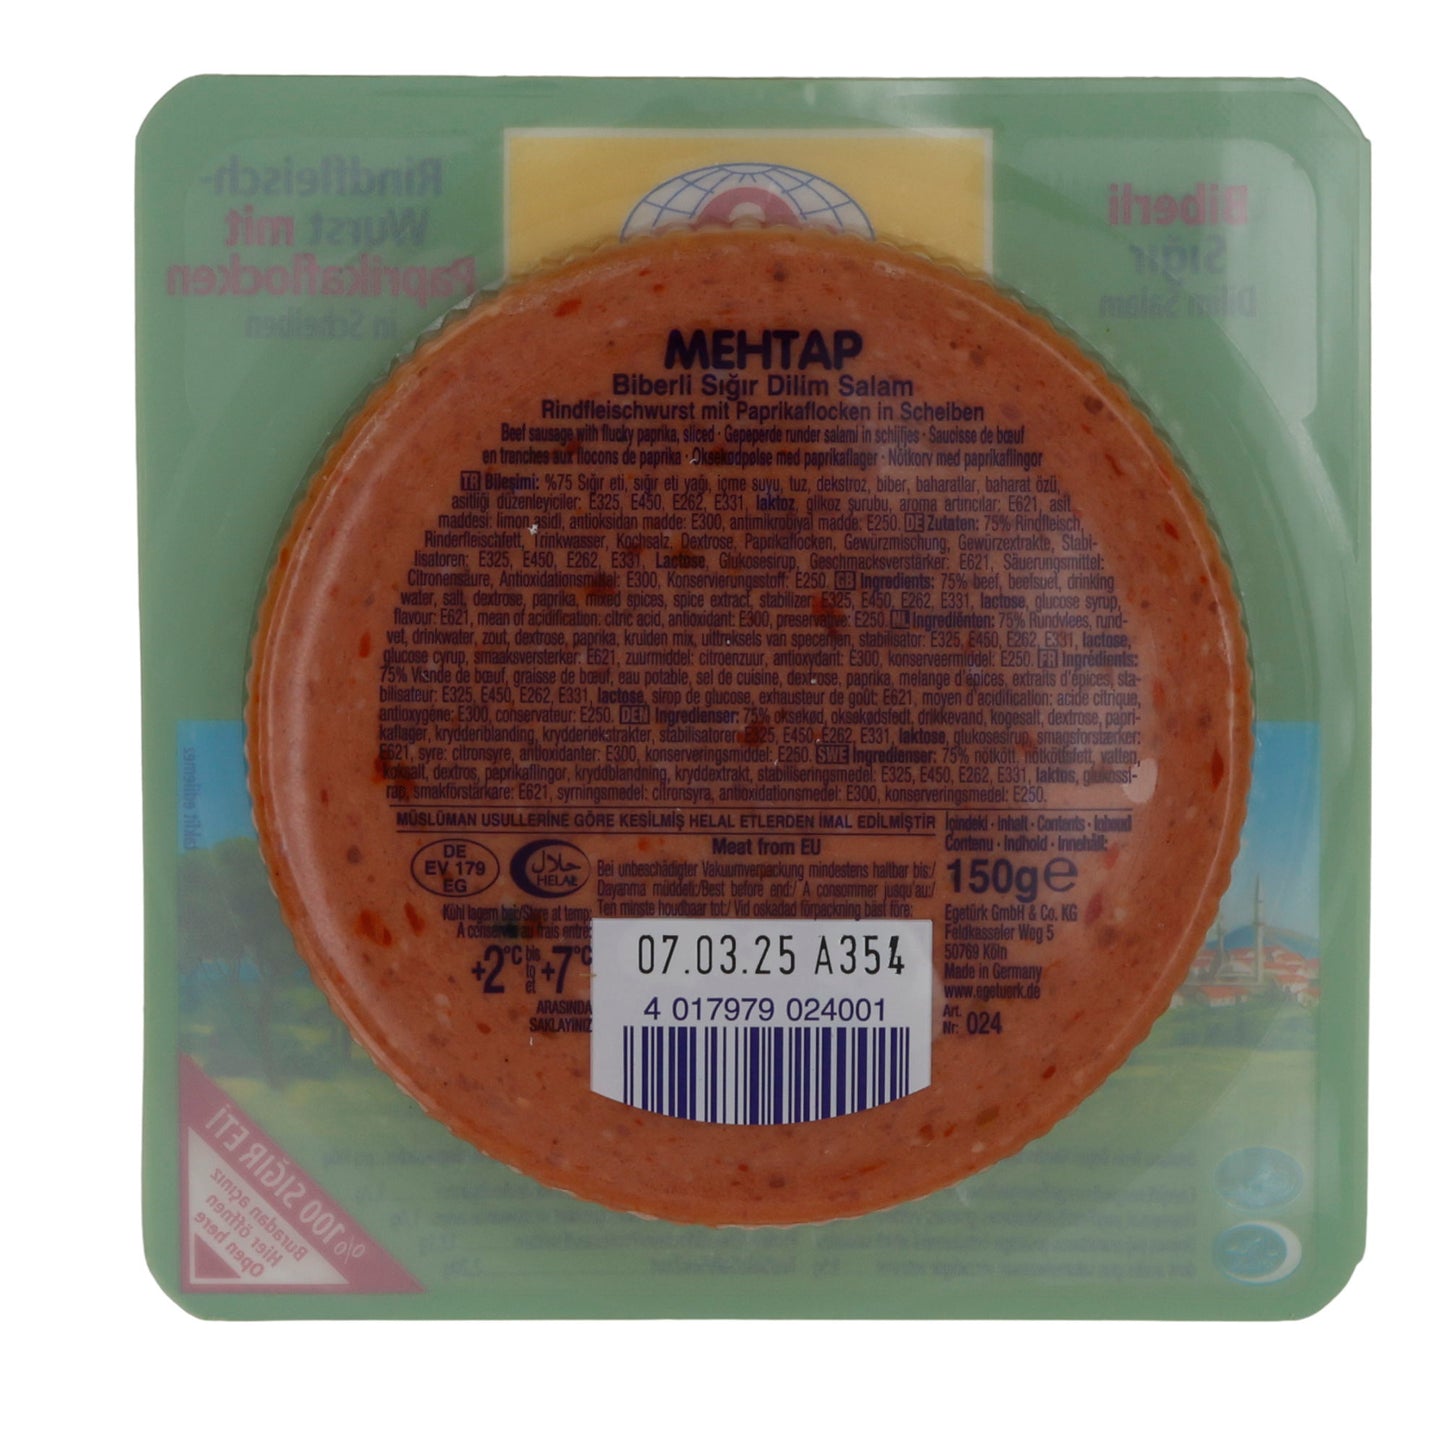 Rindfleisch-
Wurst mit
Paprikaflocken
in Scheiben
Biberli
Sığır
Dilim Salam
MEHTAP
Biberli Sığır Dilim Salam
Rindfleischwurst mit Paprikaflocken in Scheiben
Beef sausage with flucky paprika, sliced · Gepeperde runder salami in schlijfjes · Saucisse de bœuf
en tranches aux flocons de paprika · Oksekødpølse med paprikaflager · Nötkorv med paprikaflingor
TR Bileşimi: %75 Sığır eti, sığır eti yağı, içme suyu, tuz, dekstroz, biber, baharatlar, baharat özü,
asitliği düzenleyiciler: E325, E450, E262, E331, laktoz, glikoz şurubu, aroma artırıcılar: E621, asit
maddesi: limon asidi, antioksidan madde: E300, antimikrobiyal madde: E250. DE Zutaten: 75% Rindfleisch,
Rinderfleischfett, Trinkwasser, Kochsalz, Dextrose, Paprikaflocken, Gewürzmischung, Gewürzextrakte, Stabi-
lisatoren: E325, E450, E262, E331, Lactose, Glukosesirup, Geschmacksverstärker: E621, Säuerungsmittel:
Citronensäure, Antioxidationsmittel: E300, Konservierungsstoff: E250. GB Ingredients: 75% beef, beefsuet, drinking
water, salt, dextrose, paprika, mixed spices, spice extract, stabilizer: E325, E450, E262, E331, lactose, glucose syrup,
flavour: E621, mean of acidification: citric acid, antioxidant: E300, preservative: E250. NL Ingrediënten: 75% Rundvlees, rund-
vet, drinkwater, zout, dextrose, paprika, kruiden mix, uittreksels van specerijen, stabilisator: E325, E450, E262, E331, lactose,
glucose cyrup, smaaksversterker: E621, zuurmiddel: citroenzuur, antioxydant: E300, konserveermiddel: E250. FR Ingrédients:
75% Viande de bœuf, graisse de bœuf, eau potable, sel de cuisine, dextrose, paprika, melange d'épices, extraits d'épices, sta-
bilisateur: E325, E450, E262, E331, lactose, sirop de glucose, exhausteur de goût: E621, moyen d'acidification: acide citrique,
antioxygène: E300, conservateur: E250. DEN Ingredienser: 75% oksekød, oksekødstedt, drikkevand, kogesalt, dextrose, papri-
kaflager, krydderiblanding, krydderiekstrakter, stabilisatorer: E325, E450, E262, E331, laktose, glukosesirup, smagsforstærker:
E621, syre: citronsyre, antioxidanter: E300, konserveringsmiddel: E250. SWE Ingredienser: 75% nötkött, nötköttsfett, vatten,
koksalt, dextros, paprikaflingor, kryddblandning, kryddextrakt, stabiliseringsmedel: E325, E450, E262, E331, laktos, glukossi-
rap, smakförstärkare: E621, syrningsmedel: citronsyra, antioxidationsmedel: E300, konserveringsmedel: E250.
MÜSLÜMAN USULLERİNE GÖRE KESİLMİŞ HELAL ETLERDEN İMAL EDİLMİŞTİR
Meat from EU
DE
EV 179
EG
حلال
HELAL
Bei unbeschädigter Vakuumverpackung mindestens haltbar bis:/
Dayanma müddeti:/Best before end:/ A consommer jusqu'au:/
Ten minste houdbaar tot:/ Vid oskadad förpackning bäst före:
Kühl lagern bei:/Store at temp:
A conserver au frais entre:
+2°C bis to et +7°C
ARASINDA
SAKLAYINIZ
07.03.25 A354
4 017979 024001
İçindeki · Inhalt · Contents · Inhoud
Contenu · Indhold · Innehåll:
150g e
Egetürk GmbH & Co. KG
Feldkasseler Weg 5
50769 Köln
Made in Germany
www.egetuerk.de
Art.
Nr: 024
%100 SIĞIR ETİ
Buradan açınız
Hier öffnen
Open here